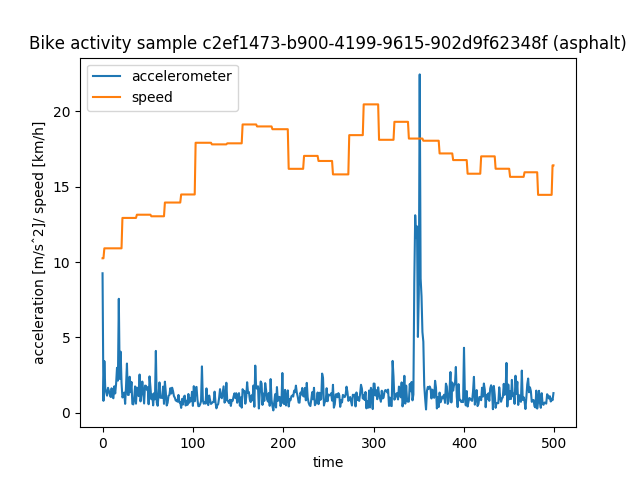 Bike activity sample c2ef1473-b900-4199-9615-902d9f62348f (asphalt)
accelerometer
speed
acceleration [m/s^2]/ speed [km/h]
20
15
10
5
0
0 100 200 300 400 500
time